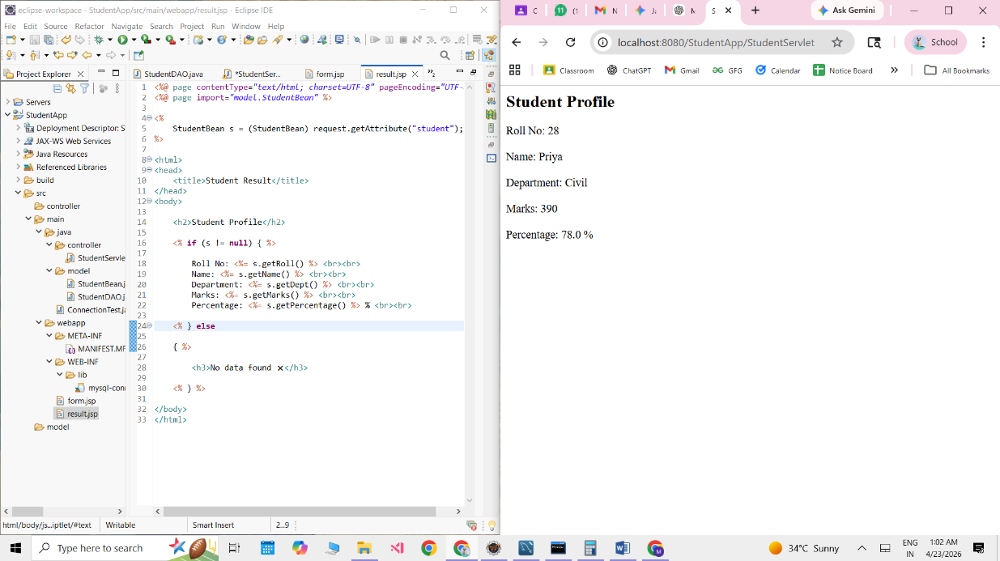 eclipse-workspace - StudentApp/src/main/webapp/result.jsp - Eclipse IDE
File Edit Source Refactor Navigate Search Project Run Window Help
Project Explorer
Servers
StudentApp
Deployment Descriptor: S
JAX-WS Web Services
Java Resources
Referenced Libraries
build
src
controller
main
java
controller
StudentServle
model
StudentBean.j
StudentDAO.j
ConnectionTest.ja
webapp
META-INF
MANIFEST.MF
WEB-INF
lib
mysql-conn
form.jsp
result.jsp
model
StudentDAO.java *StudentSer... form.jsp result.jsp
1 <%@ page contentType="text/html; charset=UTF-8" pageEncoding="UTF-
2 <%@ page import="model.StudentBean" %>
3
4 <%
5 StudentBean s = (StudentBean) request.getAttribute("student");
6 %>
7
8 <html>
9 <head>
10 <title>Student Result</title>
11 </head>
12 <body>
13
14 <h2>Student Profile</h2>
15
16 <% if (s != null) { %>
17
18 Roll No: <%= s.getRoll() %> <br><br>
19 Name: <%= s.getName() %> <br><br>
20 Department: <%= s.getDept() %> <br><br>
21 Marks: <%= s.getMarks() %> <br><br>
22 Percentage: <%= s.getPercentage() %> % <br><br>
23
24 <% } else
25
26 { %>
27
28 <h3>No data found ❌</h3>
29
30 <% } %>
31
32 </body>
33 </html>
html/body/js...iptlet/#text Writable Smart Insert 2..9
C (1 N Ja M S Ask Gemini
localhost:8080/StudentApp/StudentServlet School
Classroom ChatGPT Gmail GFG Calendar Notice Board » All Bookmarks
Student Profile
Roll No: 28
Name: Priya
Department: Civil
Marks: 390
Percentage: 78.0 %
Type here to search
34°C Sunny
ENG
IN
1:02 AM
4/23/2026